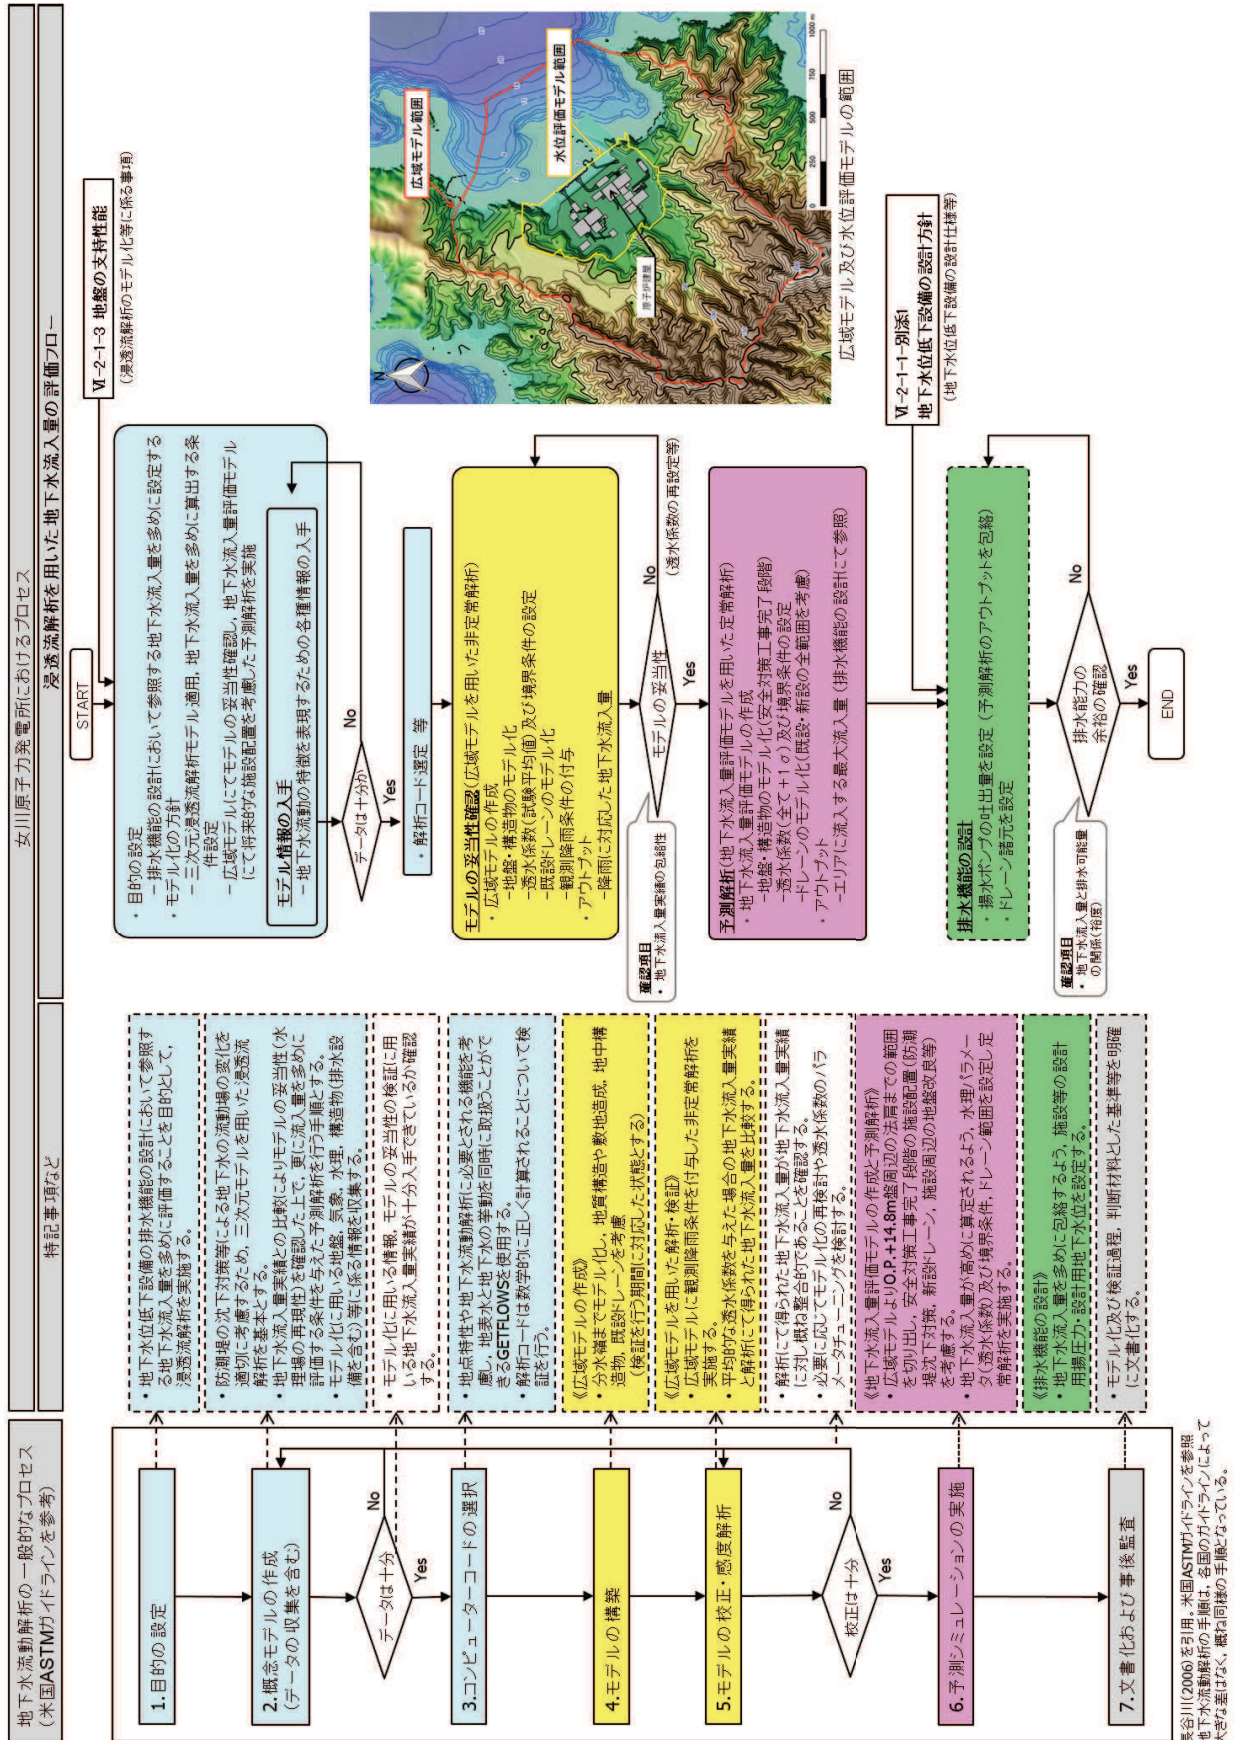 地下水流動解析の一般的なプロセス
(米国ASTMガイドラインを参考)
特記事項など
女川原子力発電所におけるプロセス
浸透流解析を用いた地下水流入量の評価フロー
1.目的の設定
2.概念モデルの作成
(データの収集を含む)
データは十分
No
Yes
3.コンピューターコードの選択
4.モデルの構築
5.モデルの校正・感度解析
校正は十分
No
Yes
6.予測シミュレーションの実施
7.文書化および事後監査
長谷川(2006)を引用。米国ASTMガイドラインを参照
地下水流動解析の手順は、各国のガイドラインによって
大きな差はなく、概ね同様の手順となっている。
・地下水位低下設備の排水機能の設計において参照す
る地下水流入量を多めに評価することを目的として、
浸透流解析を実施する。
・防潮堤の沈下対策等による地下水の流動場の変化を
適切に考慮するため、三次元モデルを用いた浸透流
解析を基本とする。
・地下水流入量実績との比較によりモデルの妥当性(水
理場の再現性)を確認した上で、更に流入量を多めに
評価する条件を与えた予測解析を行う手順とする。
・モデル化に用いる地盤、気象、水理、構造物(排水設
備を含む)等に係る情報を収集する。
・モデル化に用いる情報、モデルの妥当性の検証に用
いる地下水流入量実績が十分入手できているか確認
する。
・地点特性や地下水流動解析に必要とされる機能を考
慮し、地表水と地下水の挙動を同時に取扱うことがで
きるGETFLOWSを使用する。
・解析コードは数学的に正しく計算されることについて検
証を行う。
《広域モデルの作成》
・分水嶺までモデル化し、地質構造や敷地造成、地中構
造物、既設ドレーンを考慮
(検証を行う期間に対応した状態とする)
《広域モデルを用いた解析・検証》
・広域モデルに観測降雨条件を付与した非定常解析を
実施する。
・平均的な透水係数を与えた場合の地下水流入量実績
と解析にて得られた地下水流入量を比較する。
・解析にて得られた地下水流入量が地下水流入量実績
に対し概ね整合的であることを確認する。
・必要に応じてモデル化の再検討や透水係数のパラ
メータチューニングを検討する。
《地下水流入量評価モデルの作成と予測解析》
・広域モデルよりO.P.+14.8m盤周辺の法肩までの範囲
を切り出し、安全対策工事完了段階の施設配置(防潮
堤沈下対策、新設ドレーン、施設周辺の地盤改良等)
を考慮する。
・地下水流入量が高めに算定されるよう、水理パラメー
タ(透水係数)及び境界条件、ドレーン範囲を設定し定
常解析を実施する。
《排水機能の設計》
・地下水流入量を多めに包絡するよう、施設等の設計
用揚圧力・設計用地下水位を設定する。
・モデル化及び検証過程、判断材料とした基準等を明確
に文書化する。
START
Ⅵ-2-1-3 地盤の支持性能
(浸透流解析のモデル化等に係る事項)
・目的の設定
－排水機能の設計において参照する地下水流入量を多めに設定する
・モデル化の方針
－三次元浸透流解析モデル適用、地下水流入量を多めに算出する条
件設定
－広域モデルにてモデルの妥当性確認し、地下水流入量評価モデル
にて将来的な施設配置を考慮した予測解析を実施
モデル情報の入手
－地下水流動の特徴を表現するための各種情報の入手
データは十分か
No
Yes
・解析コード選定 等
モデルの妥当性確認(広域モデルを用いた非定常解析)
・広域モデルの作成
－地盤・構造物のモデル化
－透水係数(試験平均値)及び境界条件の設定
－既設ドレーンのモデル化
－観測降雨条件の付与
・アウトプット
－降雨に対応した地下水流入量
モデルの妥当性
No
(透水係数の再設定等)
Yes
確認項目
・地下水流入量実績の包絡性
予測解析(地下水流入量評価モデルを用いた定常解析)
・地下水流入量評価モデルの作成
－地盤・構造物のモデル化(安全対策工事完了段階)
－透水係数(全て+1σ)及び境界条件の設定
－ドレーンのモデル化(既設・新設の全範囲を考慮)
・アウトプット
－エリアに流入する最大流入量(排水機能の設計にて参照)
Ⅵ-2-1-1-別添1
地下水位低下設備の設計方針
(地下水位低下設備の設計仕様等)
排水機能の設計
・揚水ポンプの吐出量を設定(予測解析のアウトプットを包絡)
・ドレーン諸元を設定
排水能力の
余裕の確認
No
Yes
確認項目
・地下水流入量と排水可能量
の関係(裕度)
END
N
広域モデル範囲
水位評価モデル範囲
原子炉建屋
0 250 500 750 1000 m
広域モデル及び水位評価モデルの範囲